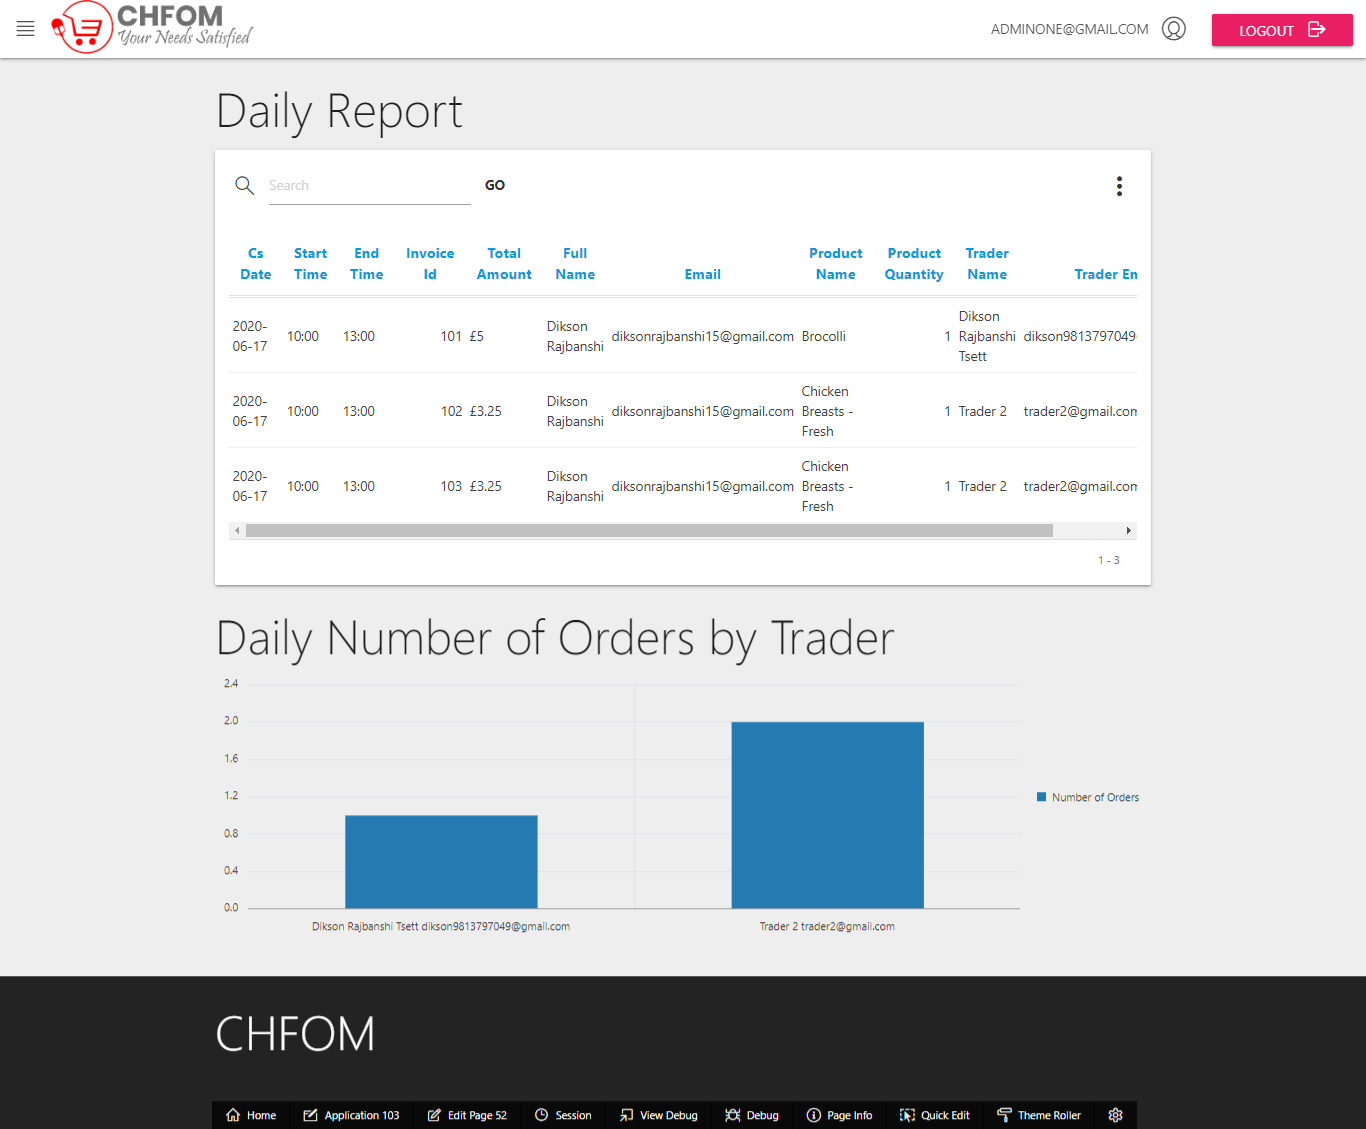 CHFOM
Your Needs Satisfied
ADMINONE@GMAIL.COM
LOGOUT
Daily Report
Search
GO
Cs Date Start Time End Time Invoice Id Total Amount Full Name Email Product Name Product Quantity Trader Name Trader Em
2020-06-17 10:00 13:00 101 £5 Dikson Rajbanshi diksonrajbanshi15@gmail.com Brocolli 1 Dikson Rajbanshi Tsett dikson9813797049
2020-06-17 10:00 13:00 102 £3.25 Dikson Rajbanshi diksonrajbanshi15@gmail.com Chicken Breasts - Fresh 1 Trader 2 trader2@gmail.com
2020-06-17 10:00 13:00 103 £3.25 Dikson Rajbanshi diksonrajbanshi15@gmail.com Chicken Breasts - Fresh 1 Trader 2 trader2@gmail.com
1 - 3
Daily Number of Orders by Trader
2.4
2.0
1.6
1.2
0.8
0.4
0.0
Number of Orders
Dikson Rajbanshi Tsett dikson9813797049@gmail.com
Trader 2 trader2@gmail.com
CHFOM
Home Application 103 Edit Page 52 Session View Debug Debug Page Info Quick Edit Theme Roller